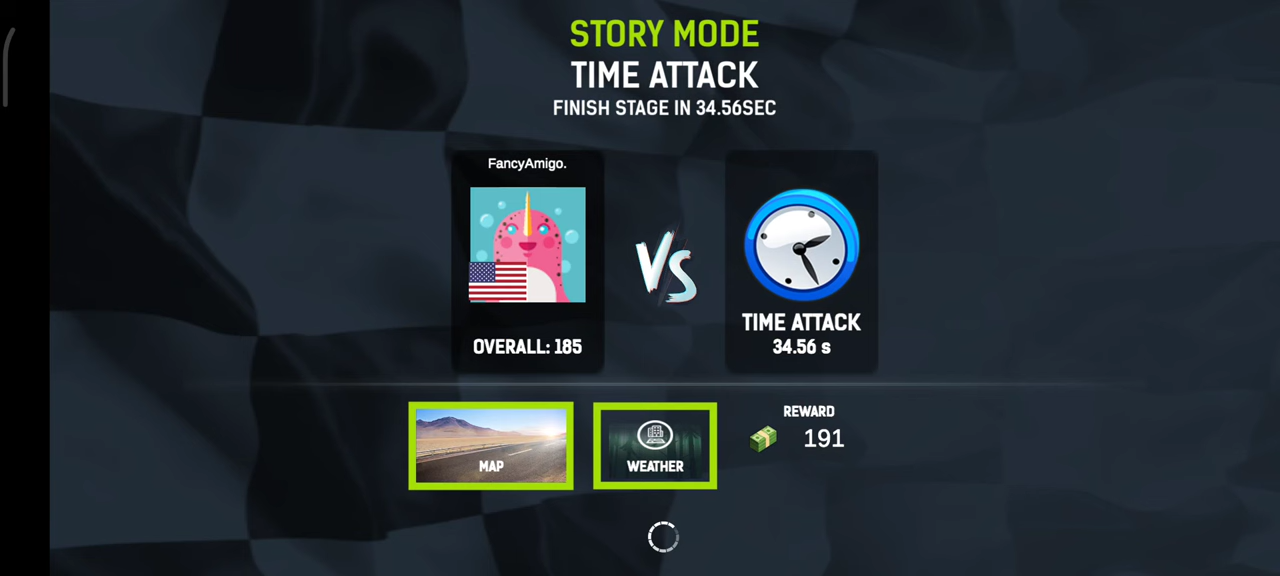 STORY MODE
TIME ATTACK
FINISH STAGE IN 34.56SEC
FancyAmigo.
OVERALL: 185
VS
TIME ATTACK
34.56 s
MAP
WEATHER
REWARD
191